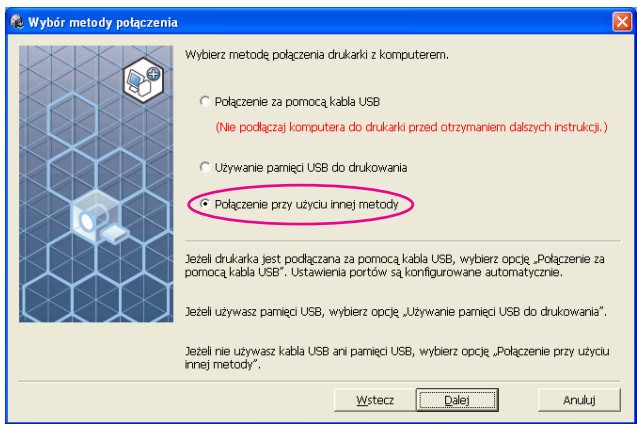 Wybór metody połączenia
Wybierz metodę połączenia drukarki z komputerem.
Połączenie za pomocą kabla USB
(Nie podłączaj komputera do drukarki przed otrzymaniem dalszych instrukcji.)
Używanie pamięci USB do drukowania
Połączenie przy użyciu innej metody
Jeżeli drukarka jest podłączana za pomocą kabla USB, wybierz opcję „Połączenie za
pomocą kabla USB”. Ustawienia portów są konfigurowane automatycznie.
Jeżeli używasz pamięci USB, wybierz opcję „Używanie pamięci USB do drukowania”.
Jeżeli nie używasz kabla USB ani pamięci USB, wybierz opcję „Połączenie przy użyciu
innej metody”.
Wstecz Dalej Anuluj